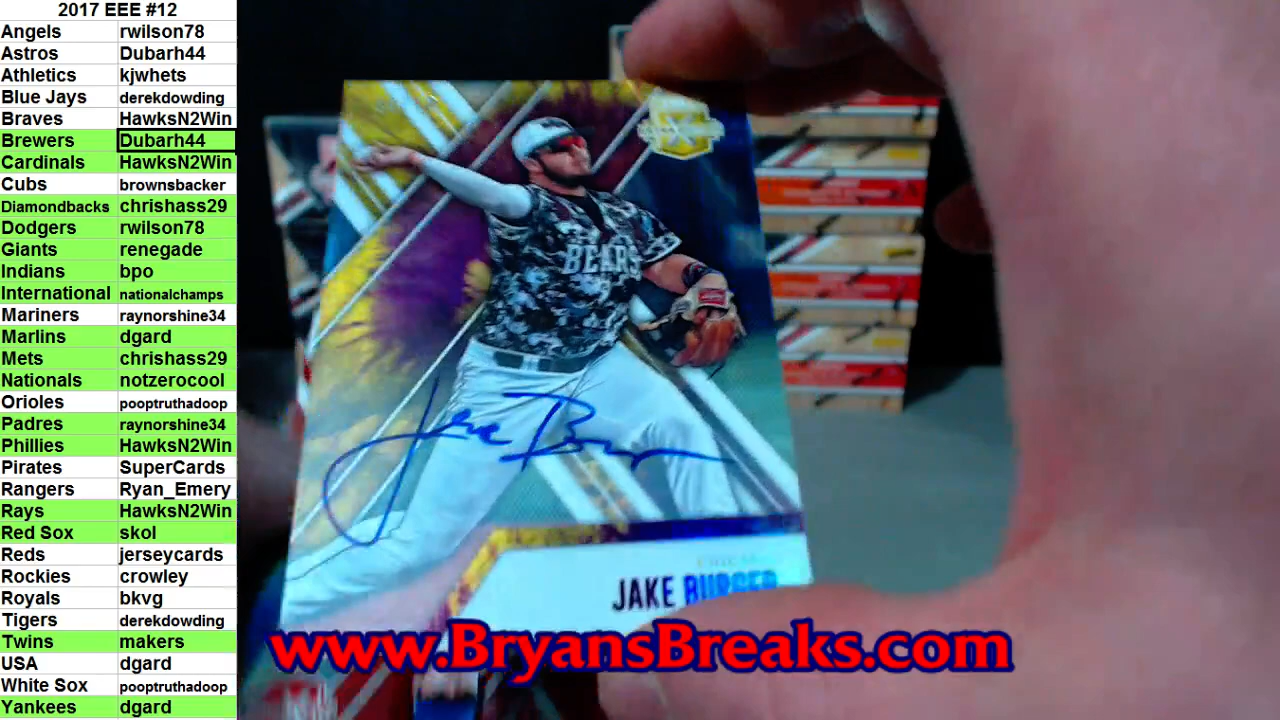 2017 EEE #12
Angels rwilson78
Astros Dubarh44
Athletics kjwhets
Blue Jays derekdowding
Braves HawksN2Win
Brewers Dubarh44
Cardinals HawksN2Win
Cubs brownsbacker
Diamondbacks chrishass29
Dodgers rwilson78
Giants renegade
Indians bpo
International nationalchamps
Mariners raynorshine34
Marlins dgard
Mets chrishass29
Nationals notzerocool
Orioles pooptruthadoop
Padres raynorshine34
Phillies HawksN2Win
Pirates SuperCards
Rangers Ryan_Emery
Rays HawksN2Win
Red Sox skol
Reds jerseycards
Rockies crowley
Royals bkvg
Tigers derekdowding
Twins makers
USA dgard
White Sox pooptruthadoop
Yankees dgard
BEARS
Jake Bur
JAKE BURGER
www.BryansBreaks.com